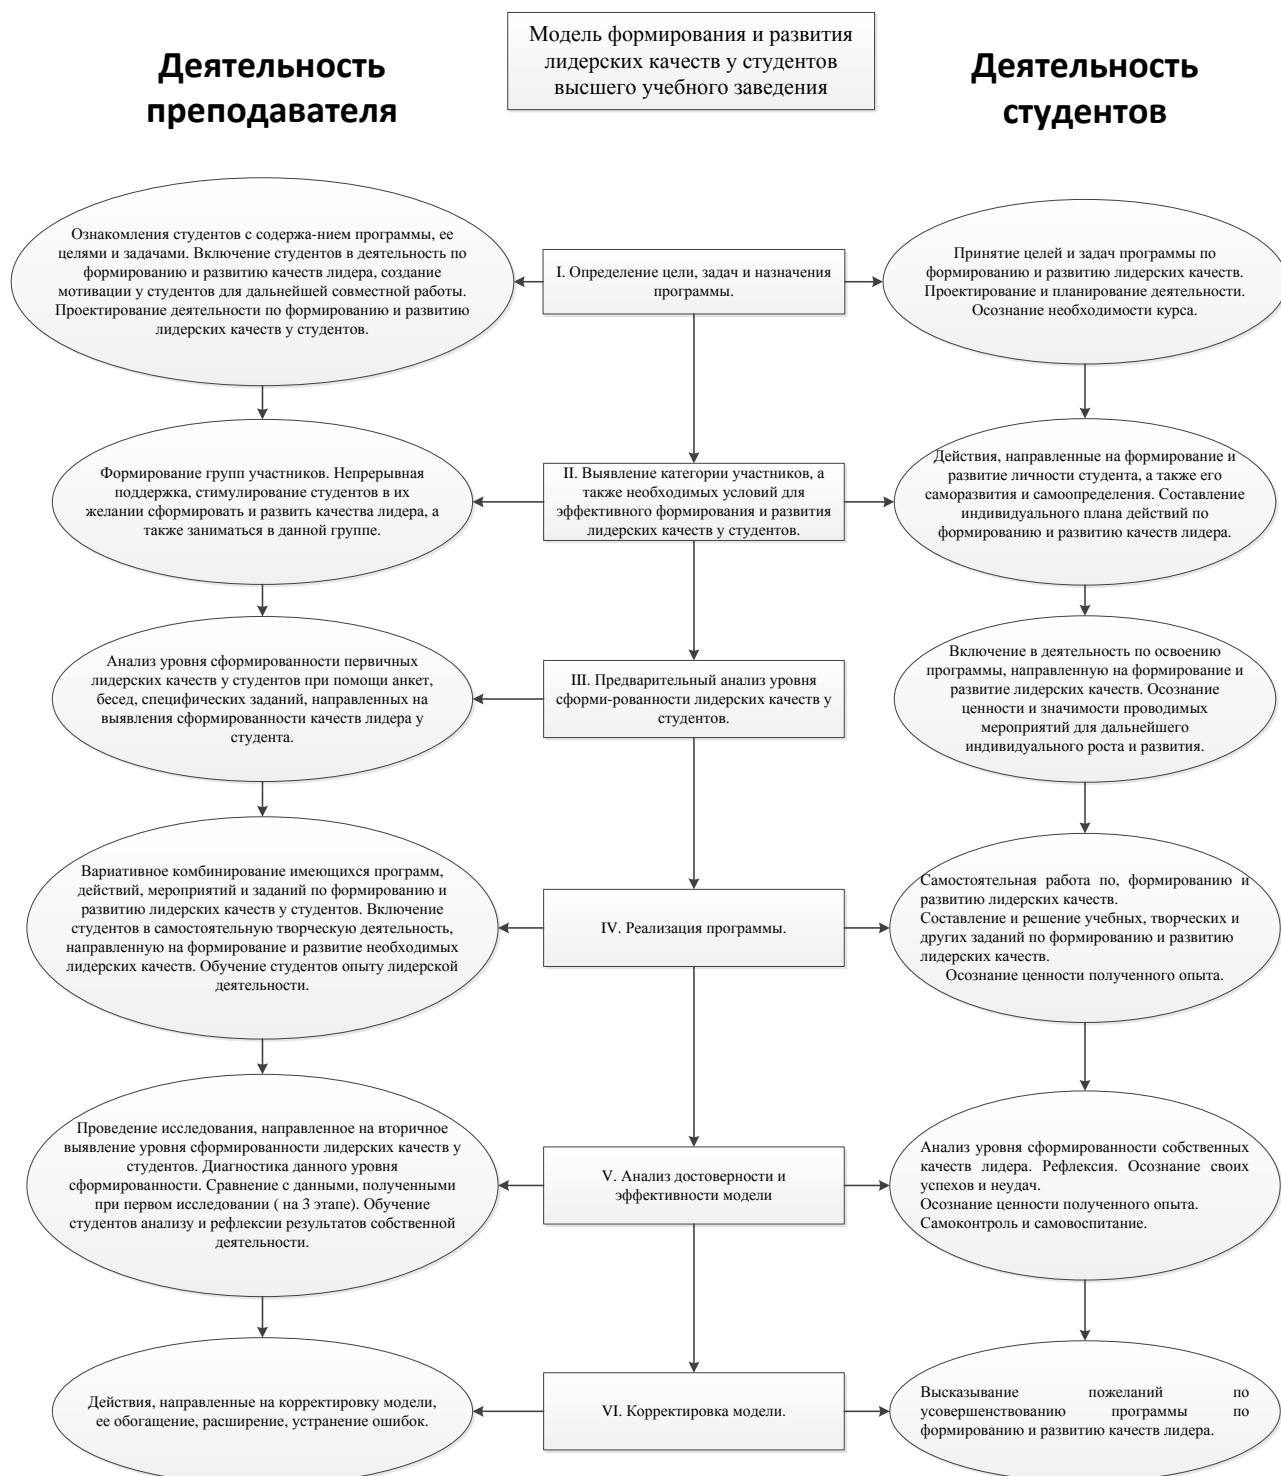 Модель формирования и развития
лидерских качеств у студентов
высшего учебного заведения
Деятельность
преподавателя
Деятельность
студентов
Ознакомления студентов с содержа-нием программы, ее
целями и задачами. Включение студентов в деятельность по
формированию и развитию качеств лидера, создание
мотивации у студентов для дальнейшей совместной работы.
Проектирование деятельности по формированию и развитию
лидерских качеств у студентов.
I. Определение цели, задач и назначения
программы.
Принятие целей и задач программы по
формированию и развитию лидерских качеств.
Проектирование и планирование деятельности.
Осознание необходимости курса.
Формирование групп участников. Непрерывная
поддержка, стимулирование студентов в их
желании сформировать и развить качества лидера, а
также заниматься в данной группе.
II. Выявление категории участников, а
также необходимых условий для
эффективного формирования и развития
лидерских качеств у студентов.
Действия, направленные на формирование и
развитие личности студента, а также его
саморазвития и самоопределения. Составление
индивидуального плана действий по
формированию и развитию качеств лидера.
Анализ уровня сформированности первичных
лидерских качеств у студентов при помощи анкет,
бесед, специфических заданий, направленных на
выявления сформированности качеств лидера у
студента.
III. Предварительный анализ уровня
сформи-рованности лидерских качеств у
студентов.
Включение в деятельность по освоению
программы, направленную на формирование и
развитие лидерских качеств. Осознание
ценности и значимости проводимых
мероприятий для дальнейшего
индивидуального роста и развития.
Вариативное комбинирование имеющихся программ,
действий, мероприятий и заданий по формированию и
развитию лидерских качеств у студентов. Включение
студентов в самостоятельную творческую деятельность,
направленную на формирование и развитие необходимых
лидерских качеств. Обучение студентов опыту лидерской
деятельности.
IV. Реализация программы.
Самостоятельная работа по, формированию и
развитию лидерских качеств.
Составление и решение учебных, творческих и
других заданий по формированию и развитию
лидерских качеств.
Осознание ценности полученного опыта.
Проведение исследования, направленное на вторичное
выявление уровня сформированности лидерских качеств у
студентов. Диагностика данного уровня
сформированности. Сравнение с данными, полученными
при первом исследовании ( на 3 этапе). Обучение
студентов анализу и рефлексии результатов собственной
деятельности.
V. Анализ достоверности и
эффективности модели
Анализ уровня сформированности собственных
качеств лидера. Рефлексия. Осознание своих
успехов и неудач.
Осознание ценности полученного опыта.
Самоконтроль и самовоспитание.
Действия, направленные на корректировку модели,
ее обогащение, расширение, устранение ошибок.
VI. Корректировка модели.
Высказывание пожеланий по
усовершенствованию программы по
формированию и развитию качеств лидера.